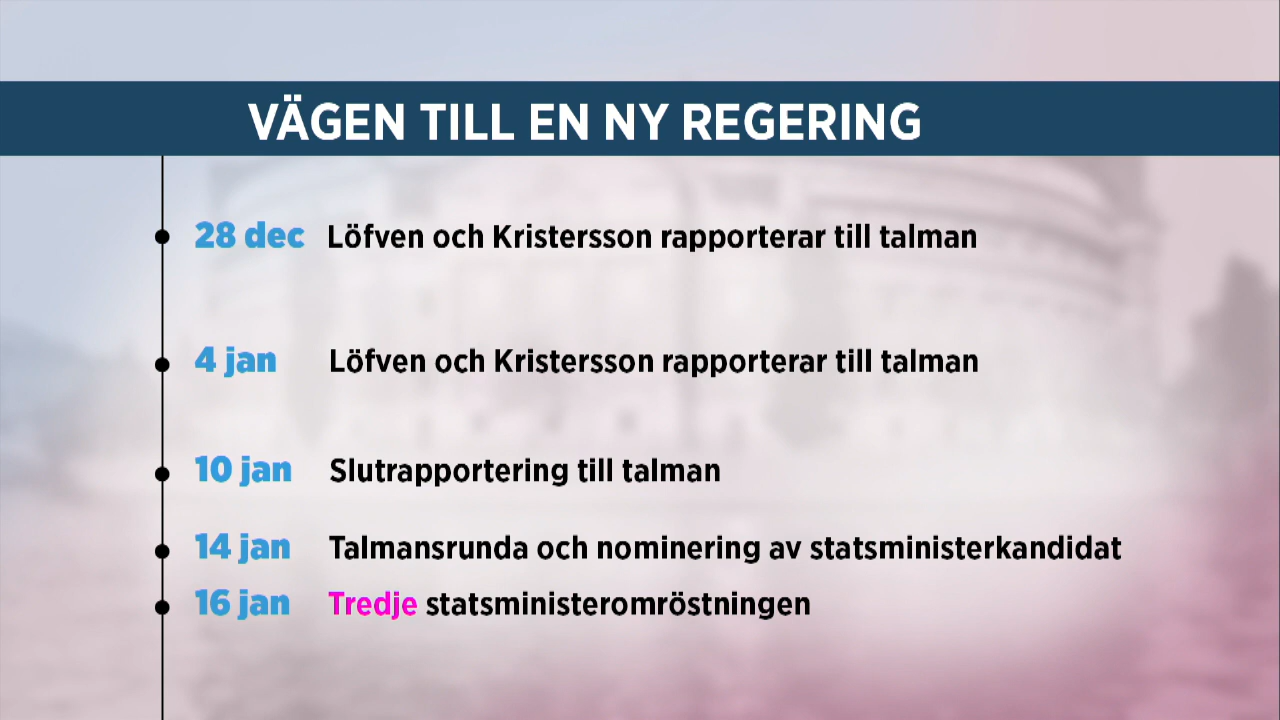 VÄGEN TILL EN NY REGERING
28 dec Löfven och Kristersson rapporterar till talman
4 jan Löfven och Kristersson rapporterar till talman
10 jan Slutrapportering till talman
14 jan Talmansrunda och nominering av statsministerkandidat
16 jan Tredje statsministeromröstningen